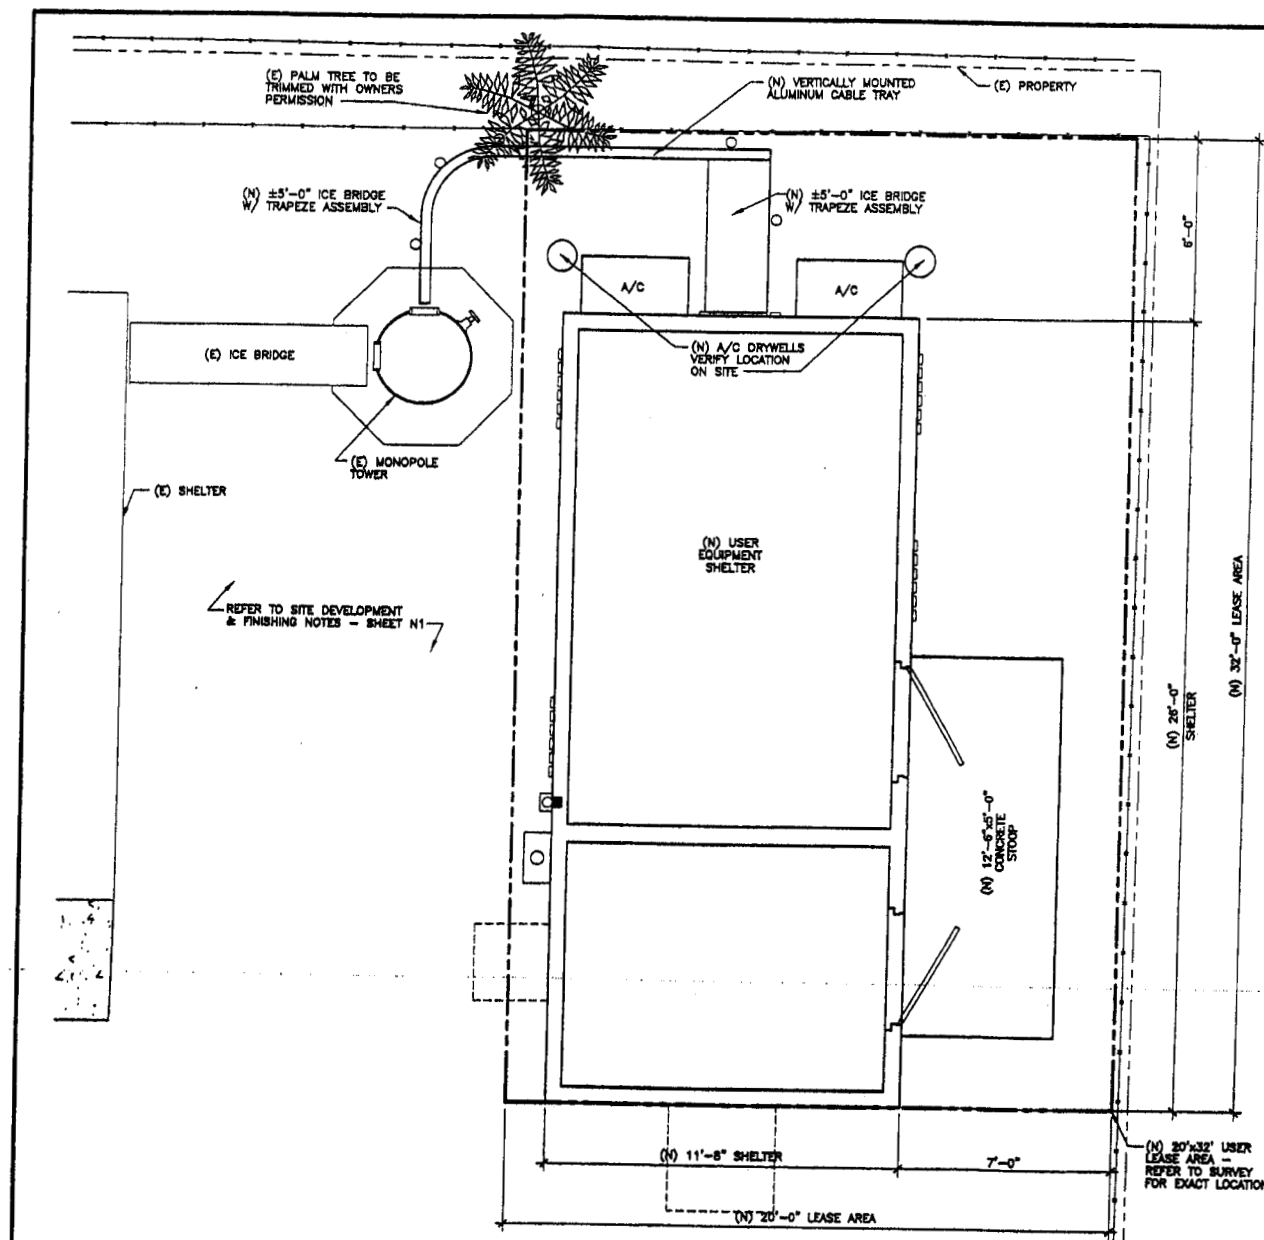 (E) PALM TREE TO BE
TRIMMED WITH OWNERS
PERMISSION
(N) VERTICALLY MOUNTED
ALUMINUM CABLE TRAY
(E) PROPERTY
(N) ±5'-0" ICE BRIDGE
W/ TRAPEZE ASSEMBLY
(N) ±5'-0" ICE BRIDGE
W/ TRAPEZE ASSEMBLY
6'-0"
A/C
A/C
(E) ICE BRIDGE
(N) A/C DRYWELLS
VERIFY LOCATION
ON SITE
(E) MONOPOLE
TOWER
(E) SHELTER
(N) USER
EQUIPMENT
SHELTER
REFER TO SITE DEVELOPMENT
& FINISHING NOTES - SHEET N1
(N) 32'-0" LEASE AREA
(N) 26'-0"
SHELTER
(N) 12'-6"x5'-0"
CONCRETE
STOOP
(N) 11'-8" SHELTER
7'-0"
(N) 20'x32' USER
LEASE AREA -
REFER TO SURVEY
FOR EXACT LOCATION
(N) 20'-0" LEASE AREA